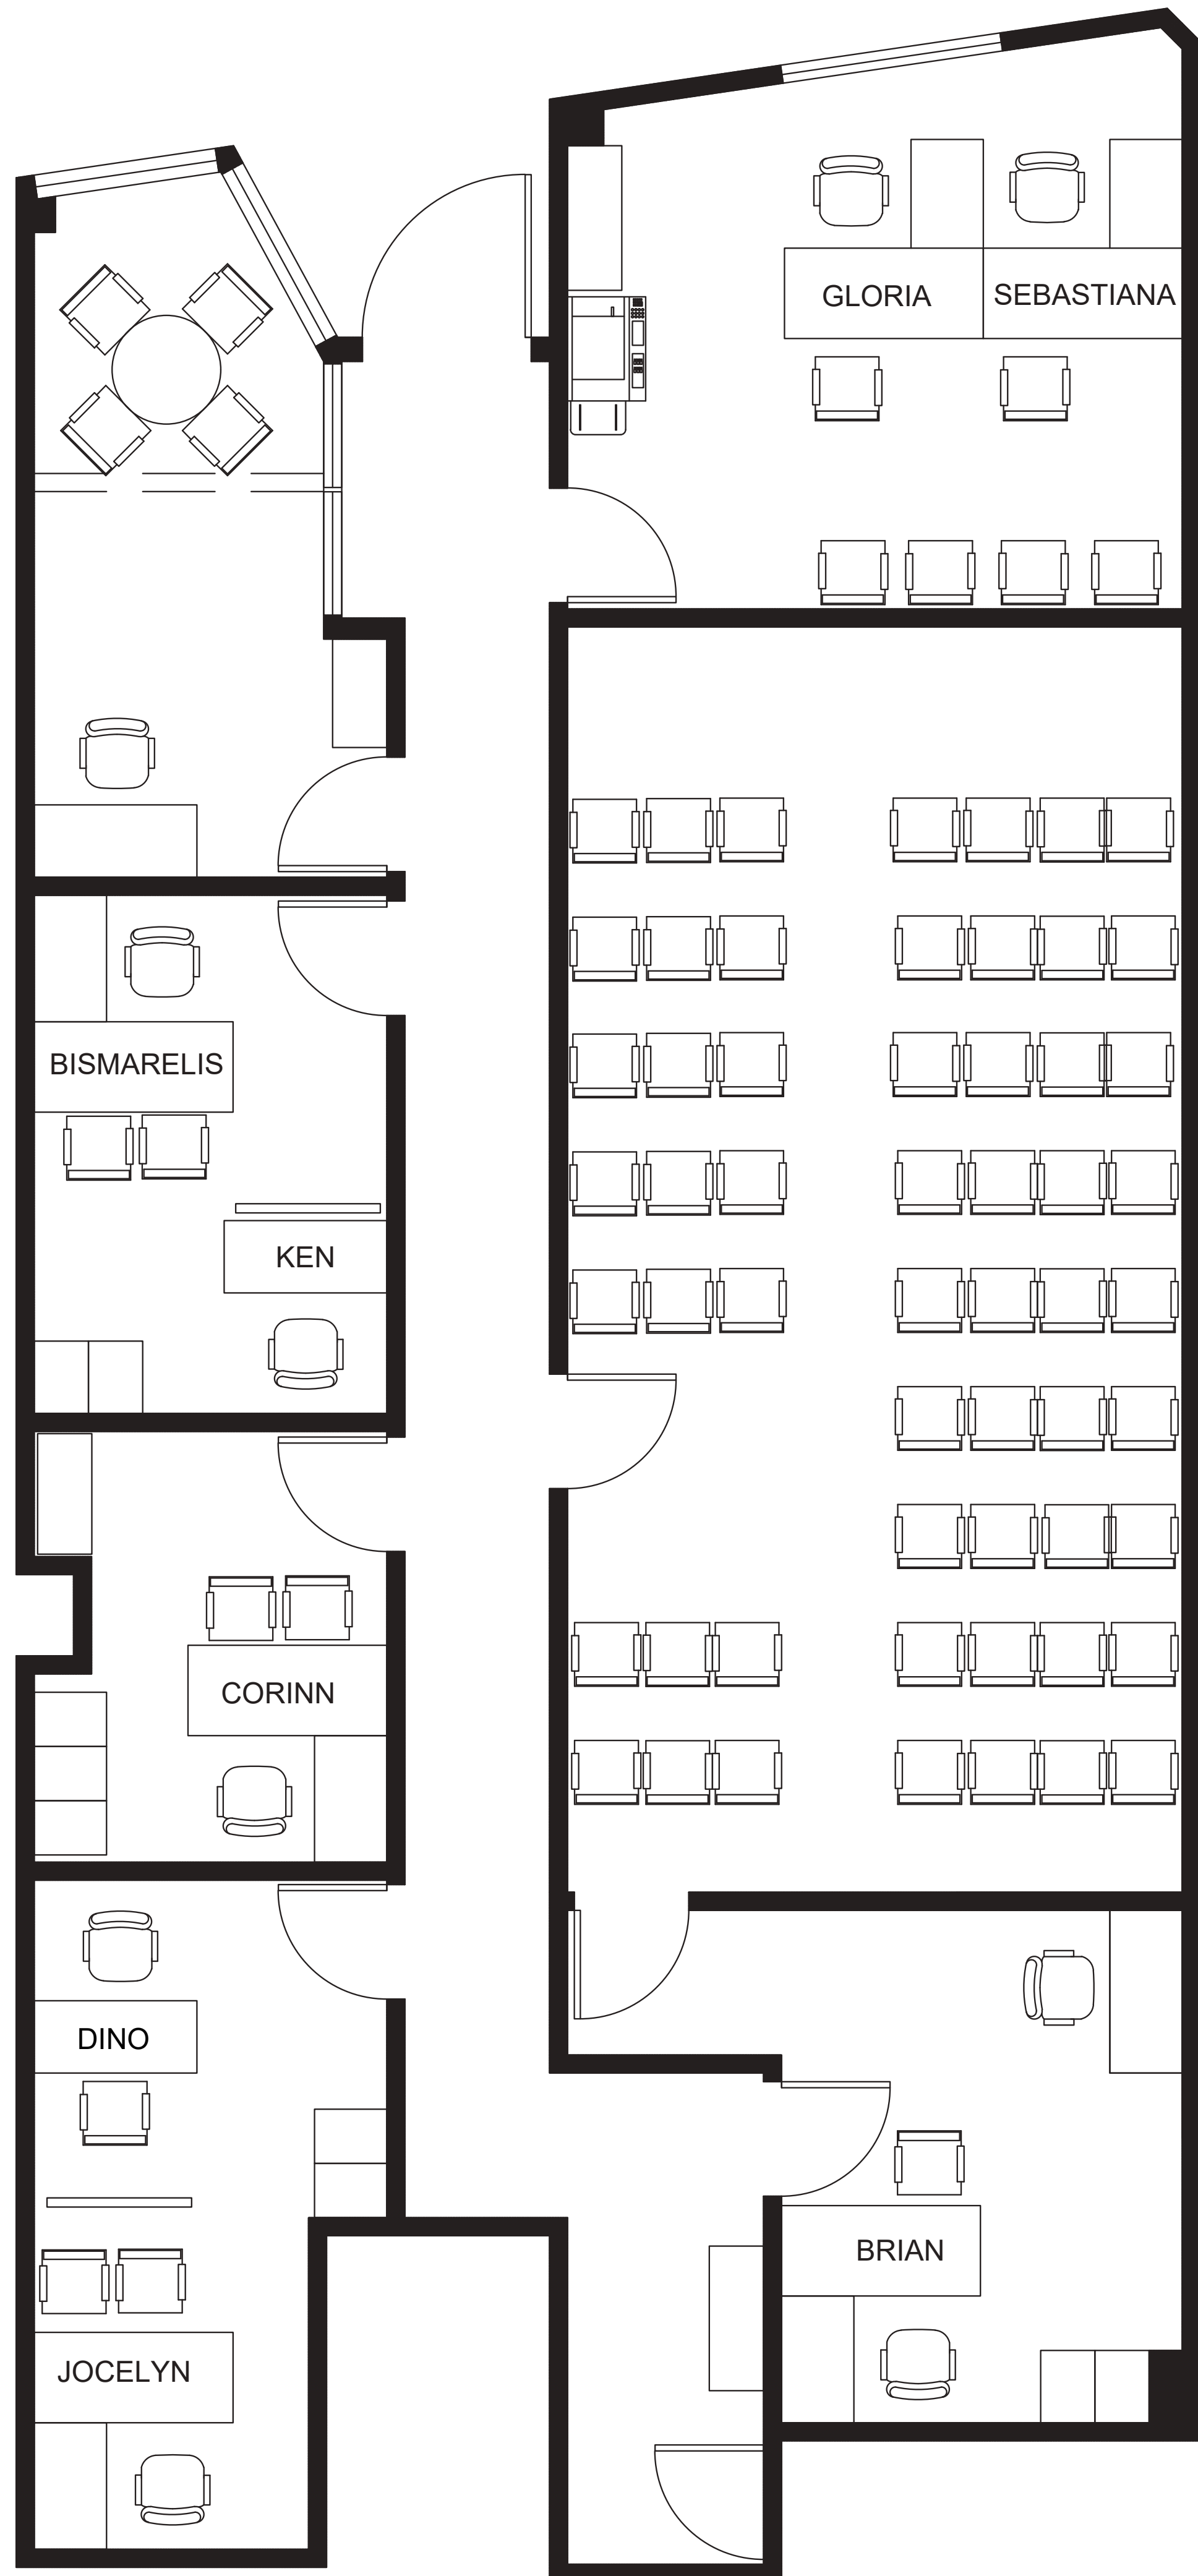 GLORIA
SEBASTIANA
BISMARELIS
KEN
CORINN
DINO
BRIAN
JOCELYN